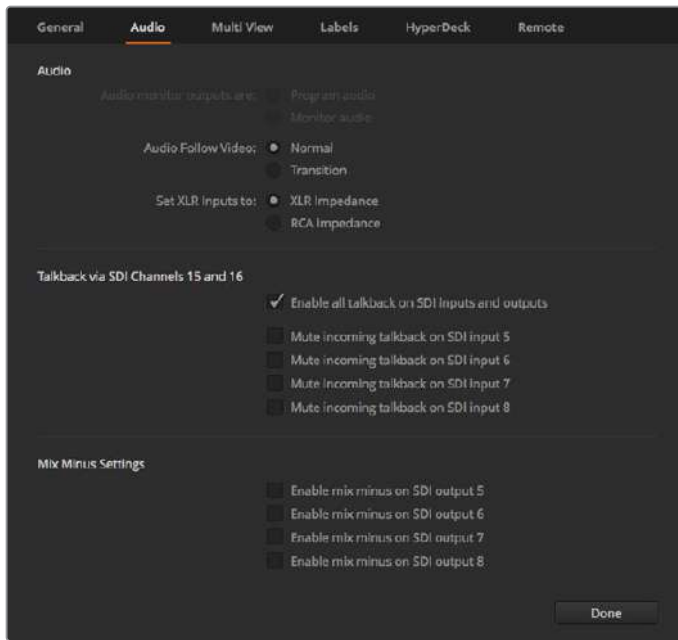 General Audio Multi View Labels HyperDeck Remote
Audio
Audio monitor outputs are: Program audio
Monitor audio
Audio Follow Video: Normal
Transition
Set XLR Inputs to: XLR Impedance
RCA Impedance
Talkback via SDI Channels 15 and 16
Enable all talkback on SDI inputs and outputs
Mute incoming talkback on SDI input 5
Mute incoming talkback on SDI input 6
Mute incoming talkback on SDI input 7
Mute incoming talkback on SDI input 8
Mix Minus Settings
Enable mix minus on SDI output 5
Enable mix minus on SDI output 6
Enable mix minus on SDI output 7
Enable mix minus on SDI output 8
Done